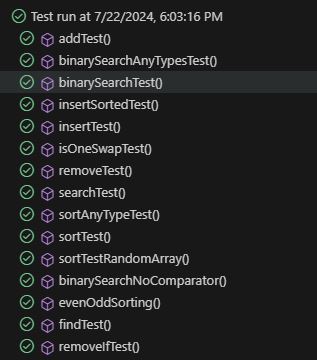 Test run at 7/22/2024, 6:03:16 PM
addTest()
binarySearchAnyTypesTest()
binarySearchTest()
insertSortedTest()
insertTest()
isOneSwapTest()
removeTest()
searchTest()
sortAnyTypeTest()
sortTest()
sortTestRandomArray()
binarySearchNoComparator()
evenOddSorting()
findTest()
removeIfTest()